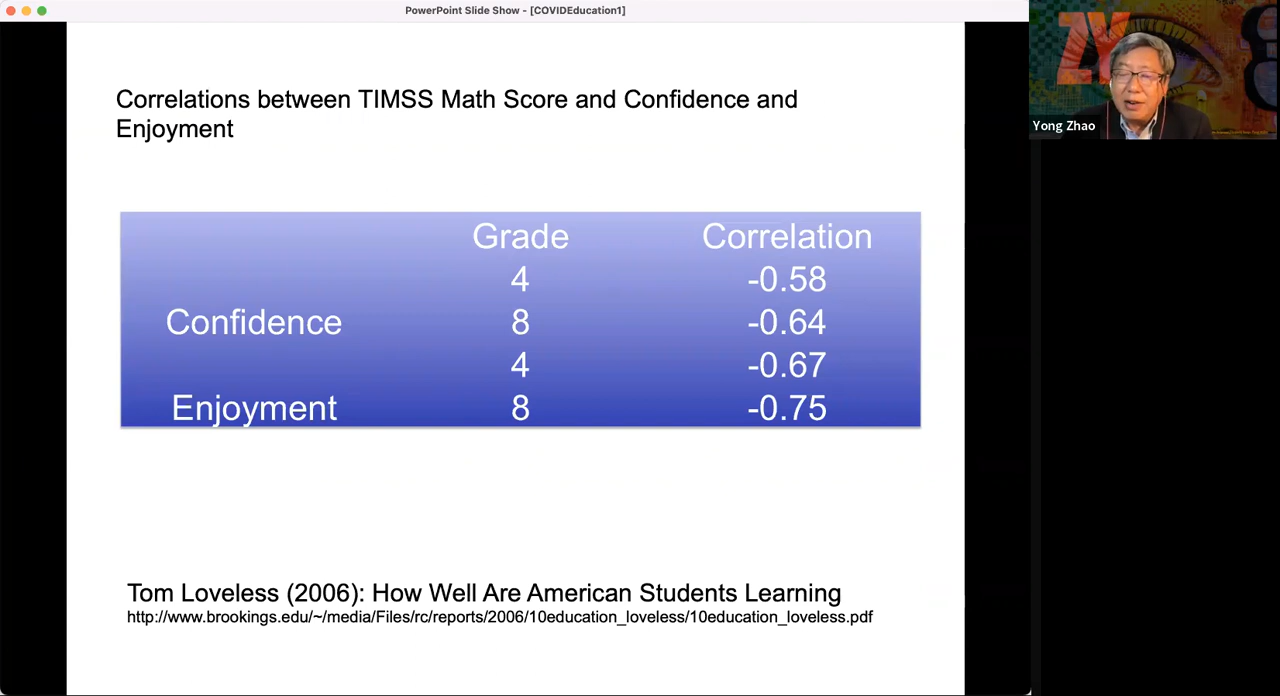 PowerPoint Slide Show - [COVIDEducation1]
Correlations between TIMSS Math Score and Confidence and
Enjoyment
Grade Correlation
4 -0.58
Confidence 8 -0.64
4 -0.67
Enjoyment 8 -0.75
Tom Loveless (2006): How Well Are American Students Learning
http://www.brookings.edu/~/media/Files/rc/reports/2006/10education_loveless/10education_loveless.pdf
Yong Zhao